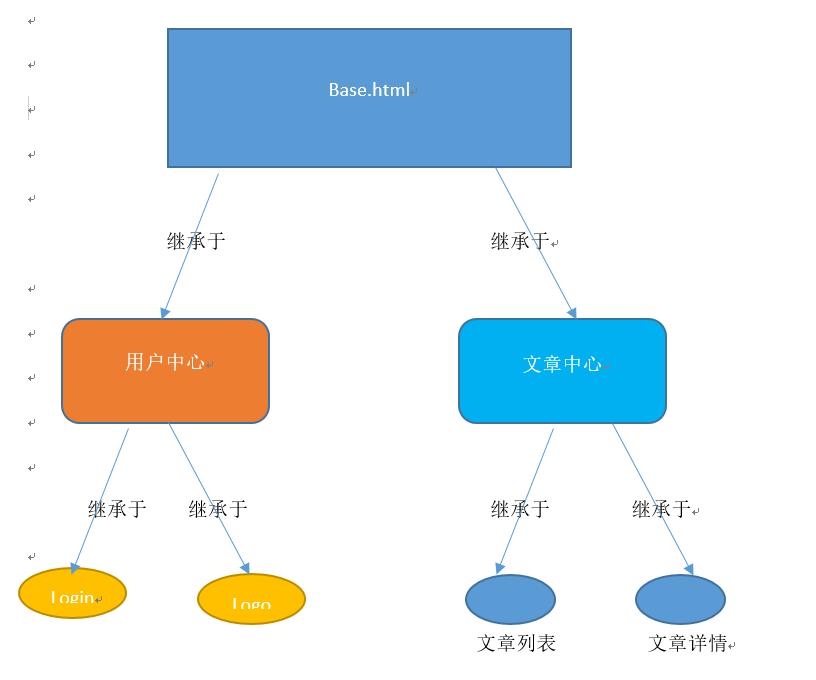 Base.html
继承于
继承于
用户中心
文章中心
继承于
继承于
继承于
继承于
Login
Logo
文章列表
文章详情